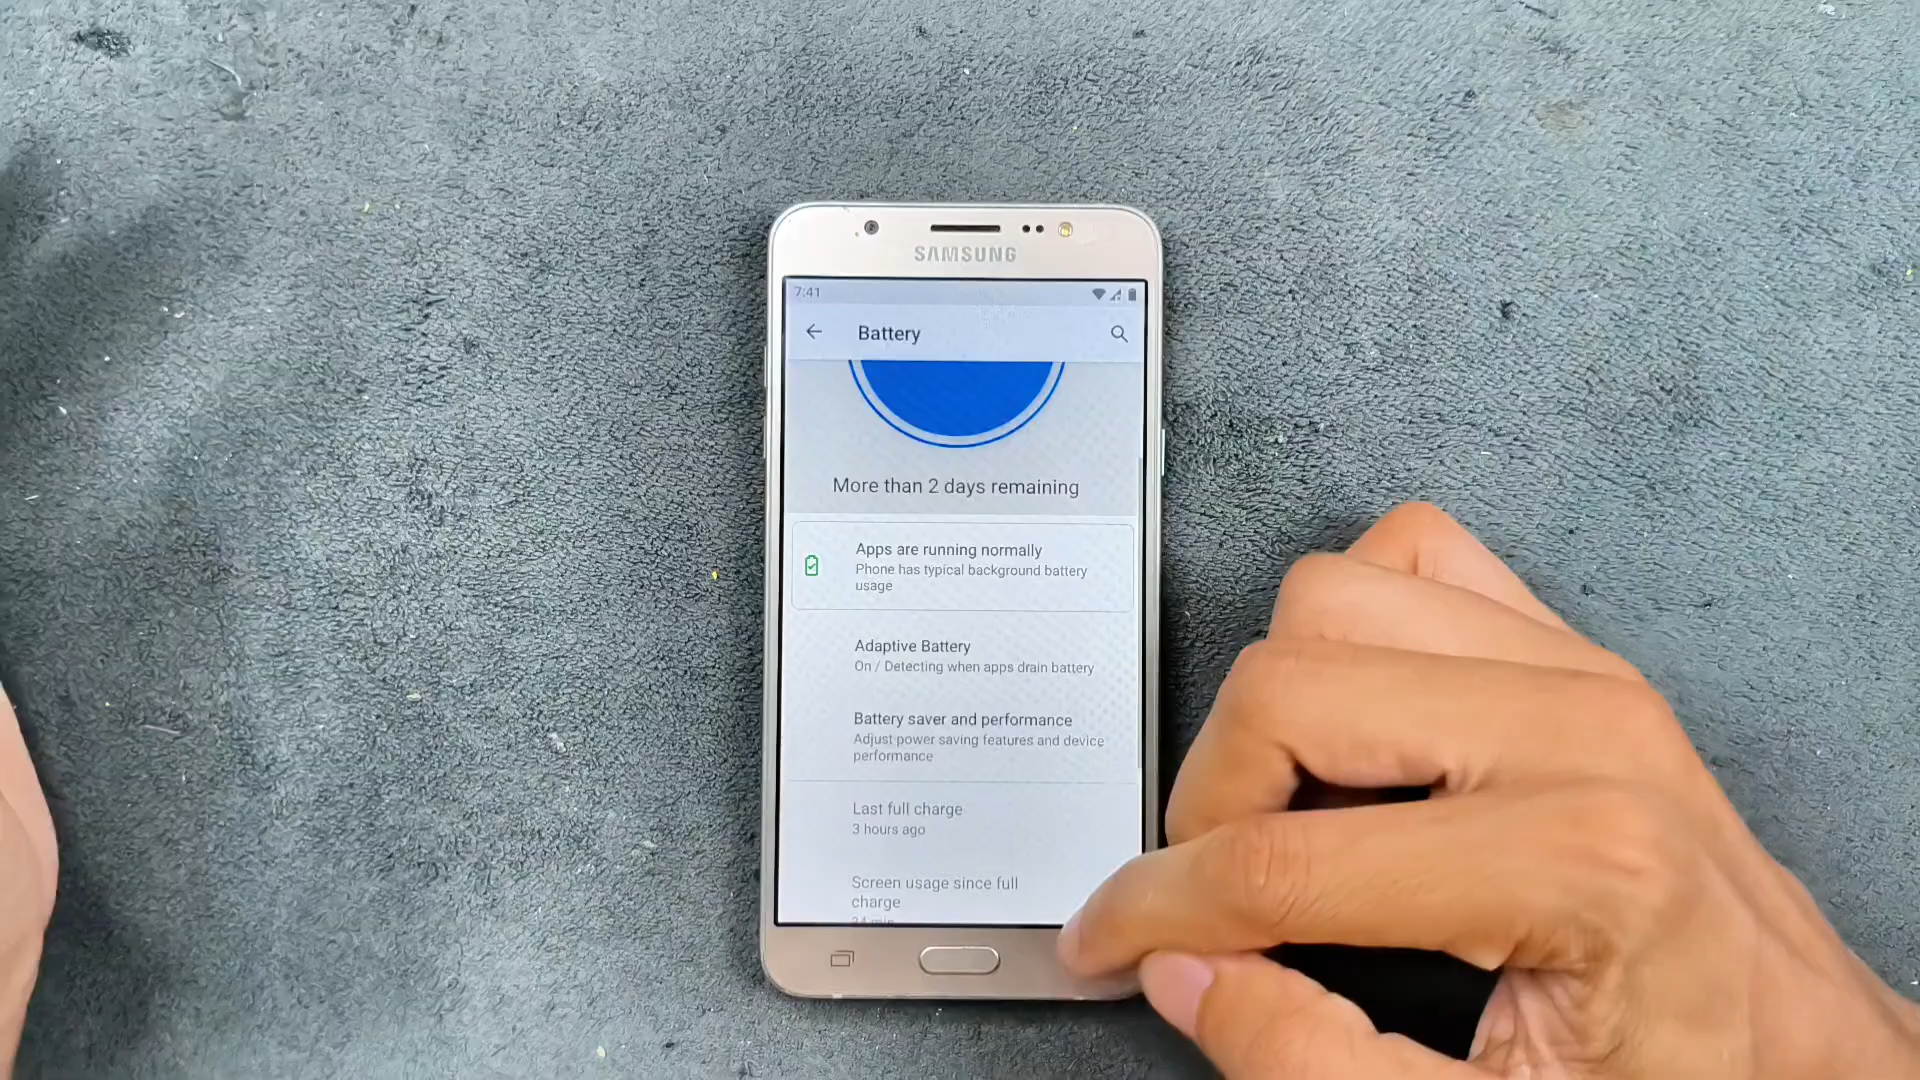 SAMSUNG
7:41
Battery
More than 2 days remaining
Apps are running normally
Phone has typical background battery
usage
Adaptive Battery
On / Detecting when apps drain battery
Battery saver and performance
Adjust power saving features and device
performance
Last full charge
3 hours ago
Screen usage since full
charge